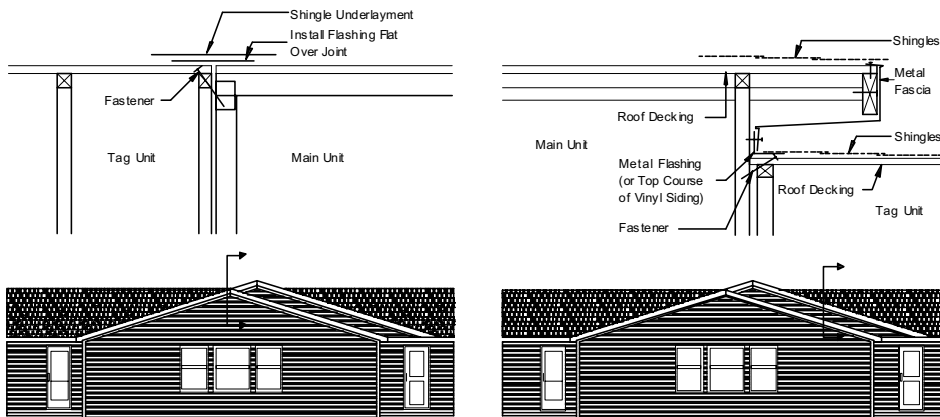 Shingle Underlayment
Install Flashing Flat
Over Joint
Fastener
Tag Unit
Main Unit
Shingles
Metal
Fascia
Roof Decking
Main Unit
Shingles
Metal Flashing
(or Top Course
of Vinyl Siding)
Roof Decking
Tag Unit
Fastener